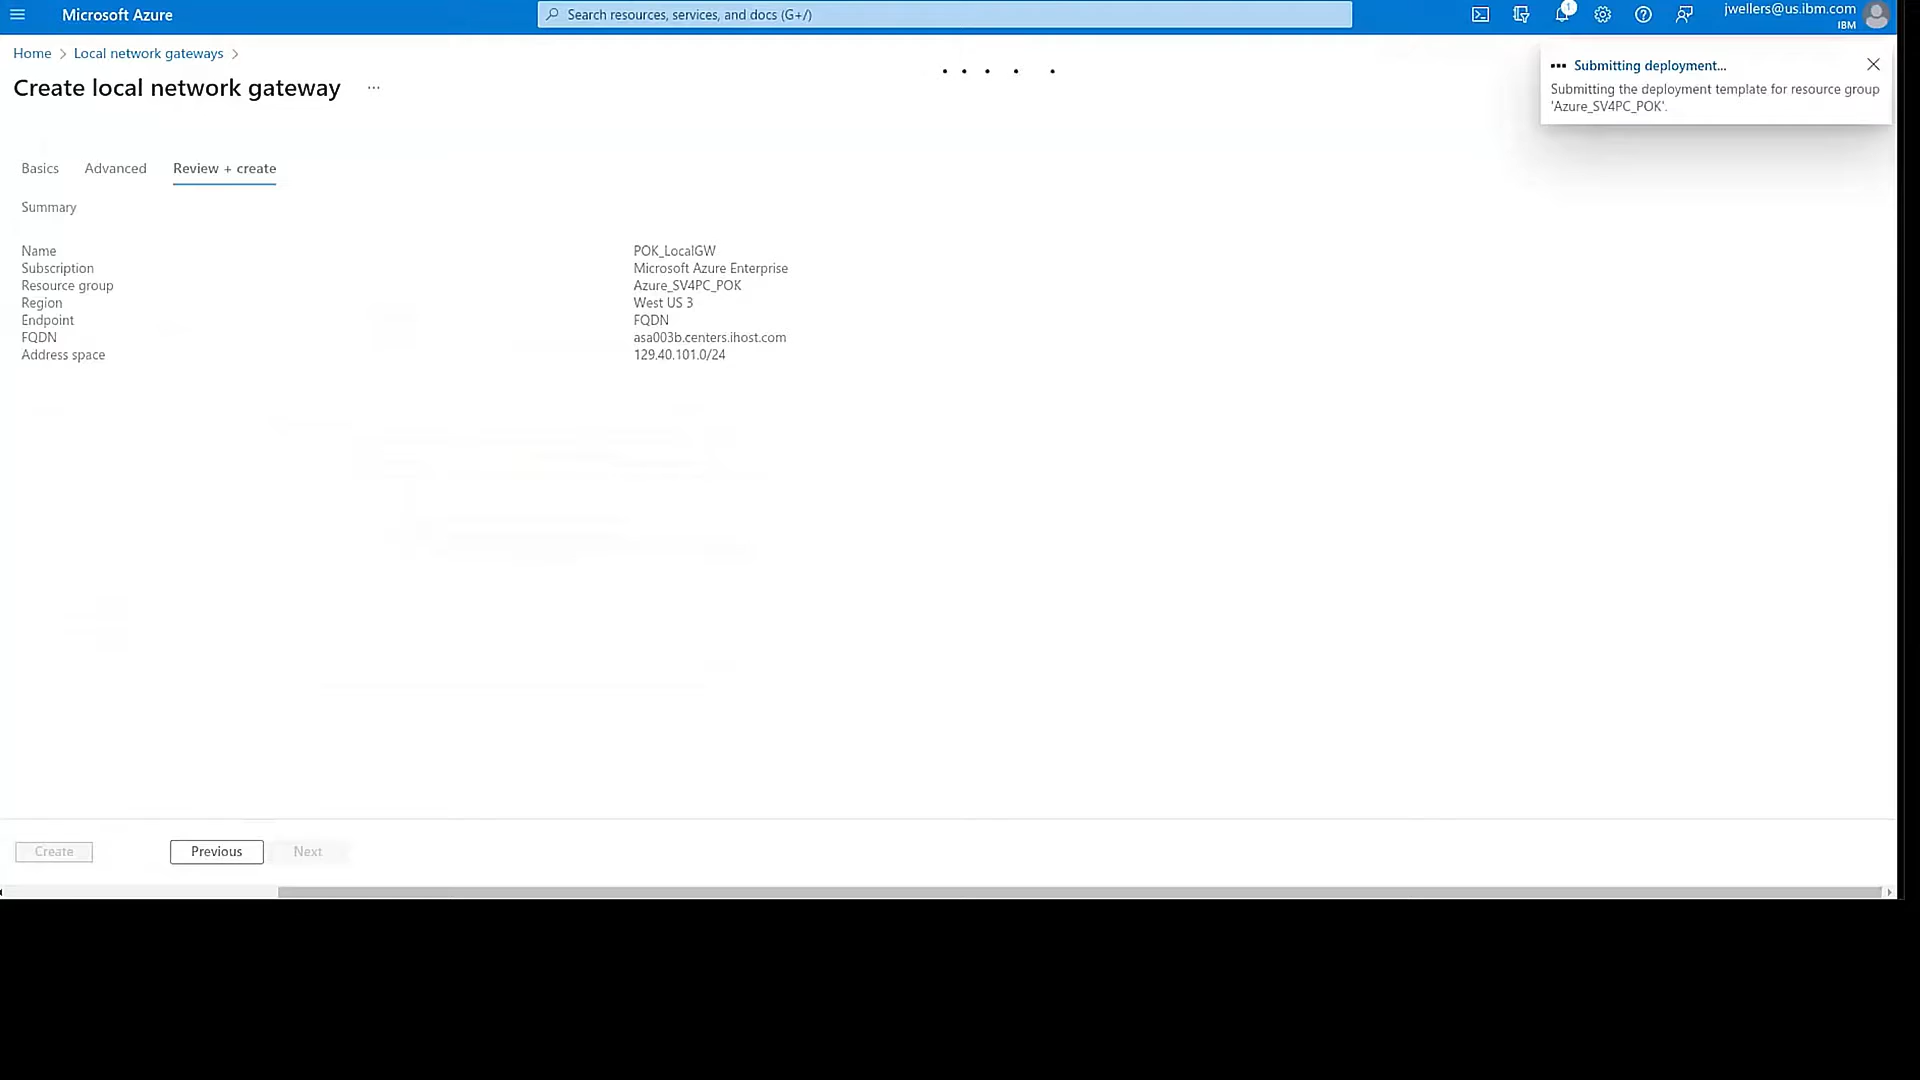 Microsoft Azure
Search resources, services, and docs (G+/)
1
jwellers@us.ibm.com
IBM
Home > Local network gateways >
Create local network gateway ...
Submitting deployment...
Submitting the deployment template for resource group
'Azure_SV4PC_POK'.
Basics Advanced Review + create
Summary
Name POK_LocalGW
Subscription Microsoft Azure Enterprise
Resource group Azure_SV4PC_POK
Region West US 3
Endpoint FQDN
FQDN asa003b.centers.ihost.com
Address space 129.40.101.0/24
Create Previous Next